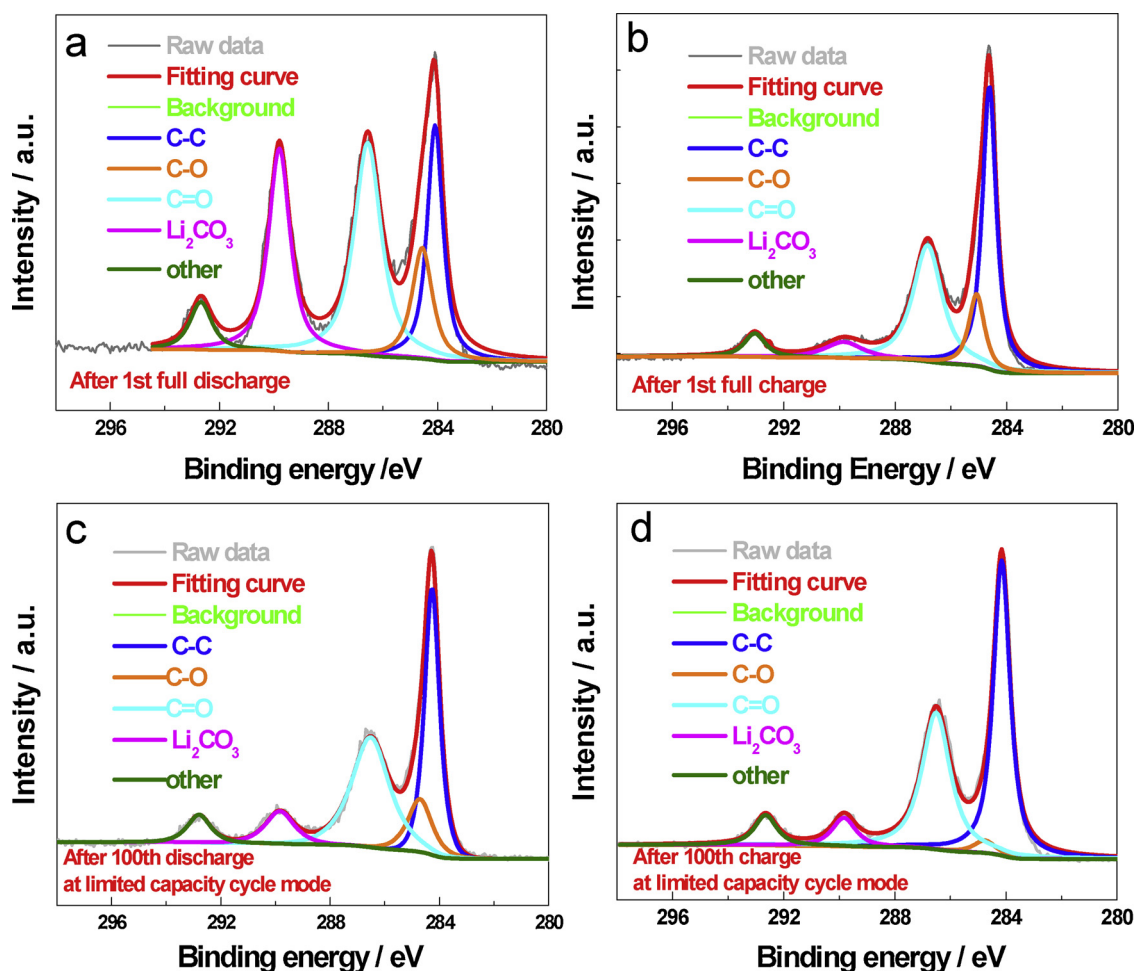 a
Intensity / a.u.
Raw data
Fitting curve
Background
C-C
C-O
C=O
Li₂CO₃
other
After 1st full discharge
296 292 288 284 280
Binding energy /eV
b
Intensity / a.u.
Raw data
Fitting curve
Background
C-C
C-O
C=O
Li₂CO₃
other
After 1st full charge
296 292 288 284 280
Binding Energy / eV
c
Intensity / a.u.
Raw data
Fitting curve
Background
C-C
C-O
C=O
Li₂CO₃
other
After 100th discharge
at limited capacity cycle mode
296 292 288 284 280
Binding energy / eV
d
Intensity / a.u.
Raw data
Fitting curve
Background
C-C
C-O
C=O
Li₂CO₃
other
After 100th charge
at limited capacity cycle mode
296 292 288 284 280
Binding energy / eV